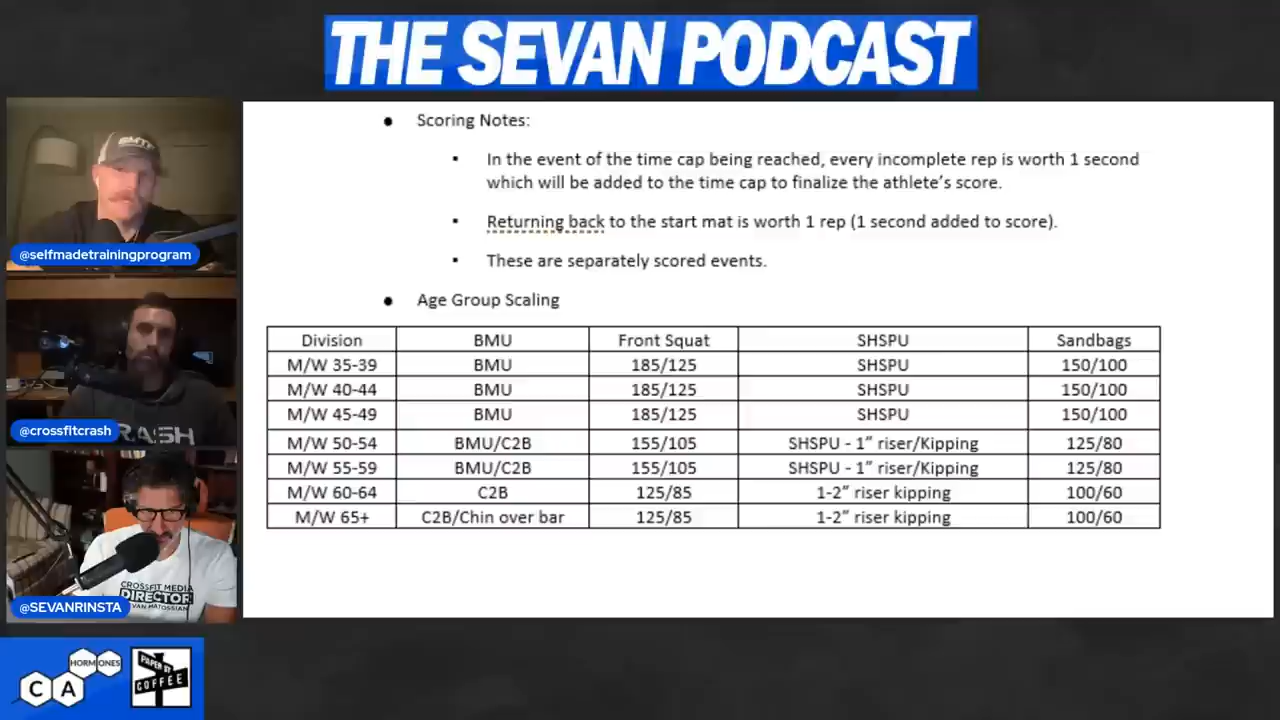 THE SEVAN PODCAST
Scoring Notes:
In the event of the time cap being reached, every incomplete rep is worth 1 second
which will be added to the time cap to finalize the athlete's score.
Returning back to the start mat is worth 1 rep (1 second added to score).
These are separately scored events.
Age Group Scaling
Division BMU Front Squat SHSPU Sandbags
M/W 35-39 BMU 185/125 SHSPU 150/100
M/W 40-44 BMU 185/125 SHSPU 150/100
M/W 45-49 BMU 185/125 SHSPU 150/100
M/W 50-54 BMU/C2B 155/105 SHSPU - 1” riser/Kipping 125/80
M/W 55-59 BMU/C2B 155/105 SHSPU - 1” riser/Kipping 125/80
M/W 60-64 C2B 125/85 1-2” riser kipping 100/60
M/W 65+ C2B/Chin over bar 125/85 1-2” riser kipping 100/60
@selfmadetrainingprogram
@crossfitcrash
CROSSFIT MEDIA
DIRECTOR
@SEVANRINSTA
CA HORMONES
PAPER ST
COFFEE